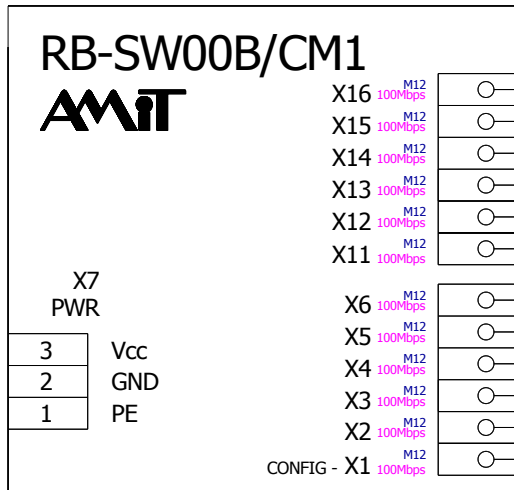 RB-SW00B/CM1
AMiT
X16 100Mbps M12
X15 100Mbps M12
X14 100Mbps M12
X13 100Mbps M12
X12 100Mbps M12
X11 100Mbps M12
X7
PWR
3 Vcc
2 GND
1 PE
X6 100Mbps M12
X5 100Mbps M12
X4 100Mbps M12
X3 100Mbps M12
X2 100Mbps M12
CONFIG - X1 100Mbps M12